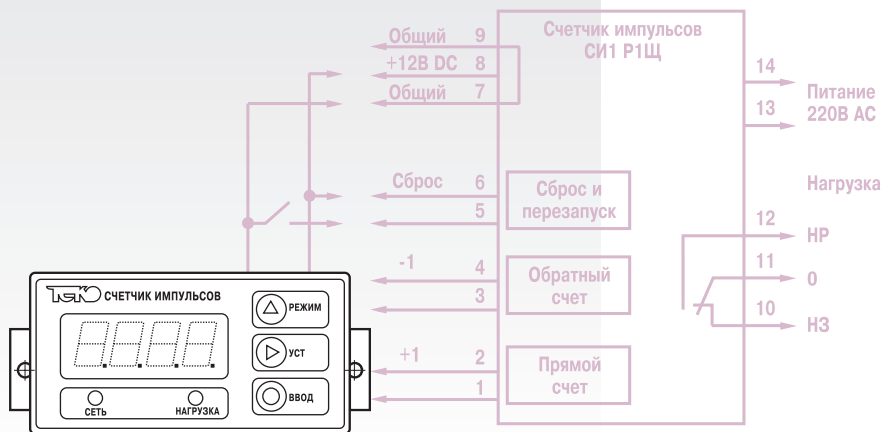 Счетчик импульсов
СИ1 Р1Щ
Общий 9
+12В DC 8
Общий 7
14
Питание
220В AC
13
Сброс 6
5
Сброс и
перезапуск
Нагрузка
12
НР
11
0
10
НЗ
-1 4
3
Обратный
счет
+1 2
1
Прямой
счет
ТЕКО СЧЕТЧИК ИМПУЛЬСОВ
РЕЖИМ
УСТ
ВВОД
СЕТЬ
НАГРУЗКА